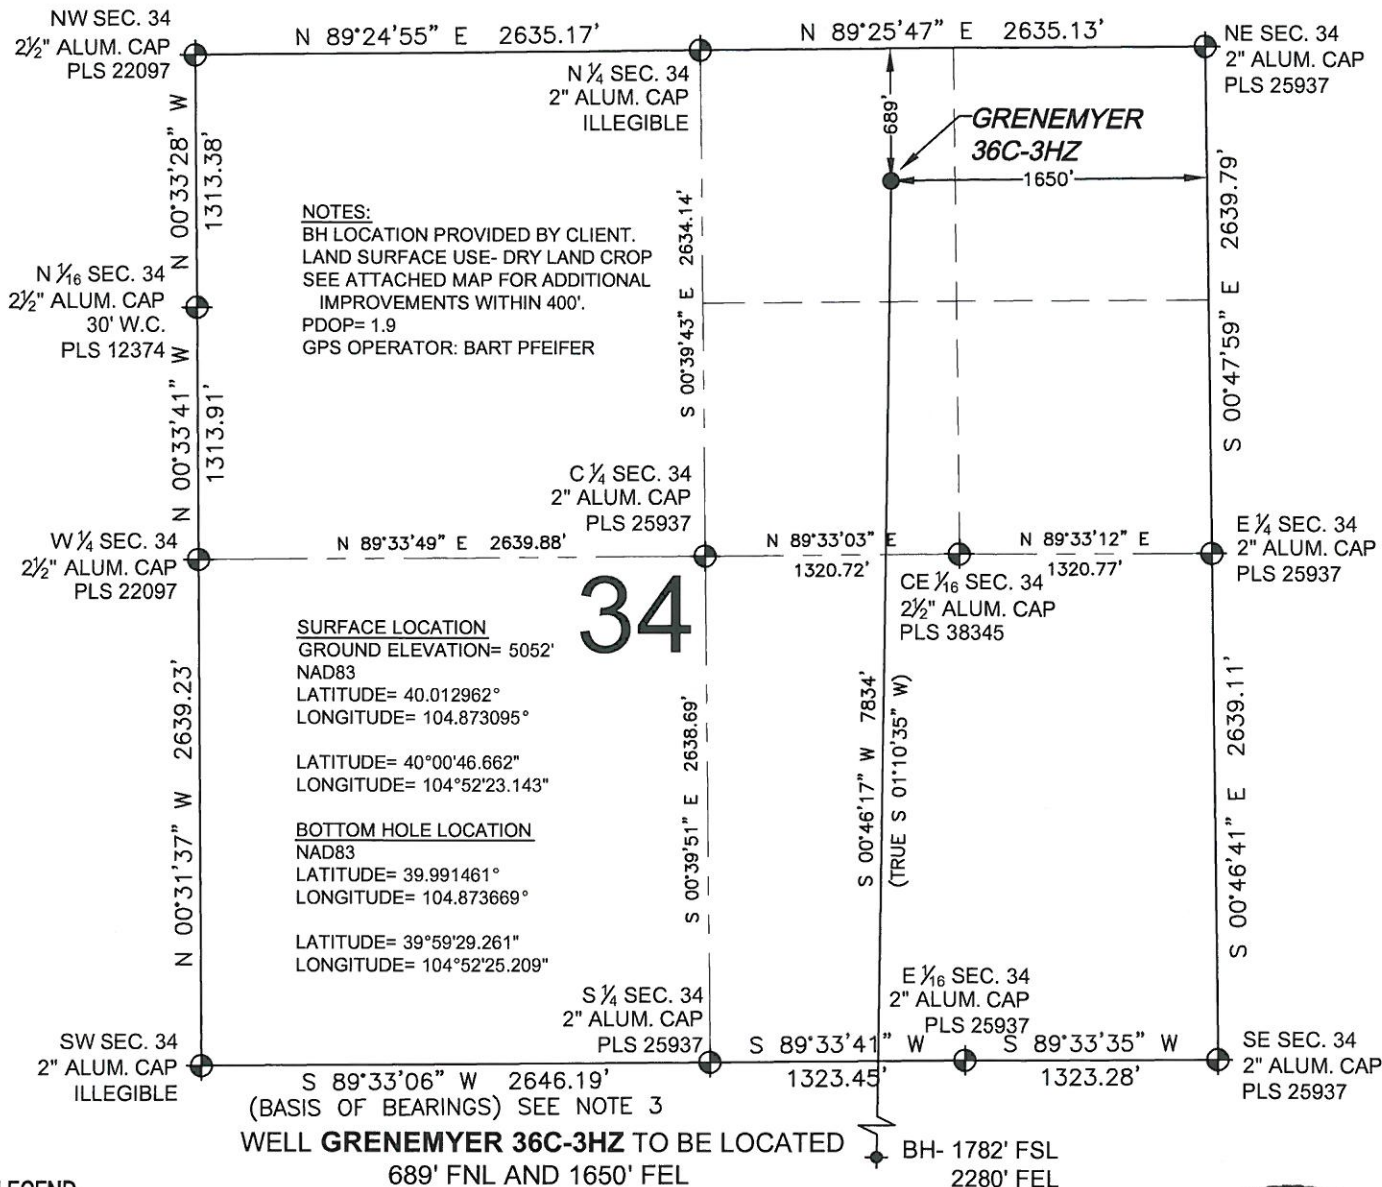 NW SEC. 34
2½" ALUM. CAP
PLS 22097
N 89°24'55" E 2635.17'
N ¼ SEC. 34
2" ALUM. CAP
ILLEGIBLE
N 89°25'47" E 2635.13'
NE SEC. 34
2" ALUM. CAP
PLS 25937
N 00°33'28" W
1313.38'
689'
GRENEMYER
36C-3HZ
1650'
S 00°47'59" E 2639.79'
NOTES:
BH LOCATION PROVIDED BY CLIENT.
LAND SURFACE USE- DRY LAND CROP
SEE ATTACHED MAP FOR ADDITIONAL
IMPROVEMENTS WITHIN 400'.
PDOP= 1.9
GPS OPERATOR: BART PFEIFER
S 00°39'43" E 2634.14'
N 1⁄16 SEC. 34
2½" ALUM. CAP
30' W.C.
PLS 12374
N 00°33'41" W
1313.91'
C ¼ SEC. 34
2" ALUM. CAP
PLS 25937
W ¼ SEC. 34
2½" ALUM. CAP
PLS 22097
N 89°33'49" E 2639.88'
N 89°33'03" E
1320.72'
N 89°33'12" E
1320.77'
E ¼ SEC. 34
2" ALUM. CAP
PLS 25937
CE 1⁄16 SEC. 34
2½" ALUM. CAP
PLS 38345
34
SURFACE LOCATION
GROUND ELEVATION= 5052'
NAD83
LATITUDE= 40.012962°
LONGITUDE= 104.873095°
LATITUDE= 40°00'46.662"
LONGITUDE= 104°52'23.143"
BOTTOM HOLE LOCATION
NAD83
LATITUDE= 39.991461°
LONGITUDE= 104.873669°
LATITUDE= 39°59'29.261"
LONGITUDE= 104°52'25.209"
N 00°31'37" W 2639.23'
S 00°39'51" E 2638.69'
S 00°46'17" W 7834'
(TRUE S 01°10'35" W)
S 00°46'41" E 2639.11'
SW SEC. 34
2" ALUM. CAP
ILLEGIBLE
S ¼ SEC. 34
2" ALUM. CAP
PLS 25937
E 1⁄16 SEC. 34
2" ALUM. CAP
PLS 25937
SE SEC. 34
2" ALUM. CAP
PLS 25937
S 89°33'06" W 2646.19'
(BASIS OF BEARINGS) SEE NOTE 3
S 89°33'41" W
1323.45'
S 89°33'35" W
1323.28'
WELL GRENEMYER 36C-3HZ TO BE LOCATED
689' FNL AND 1650' FEL
BH- 1782' FSL
2280' FEL